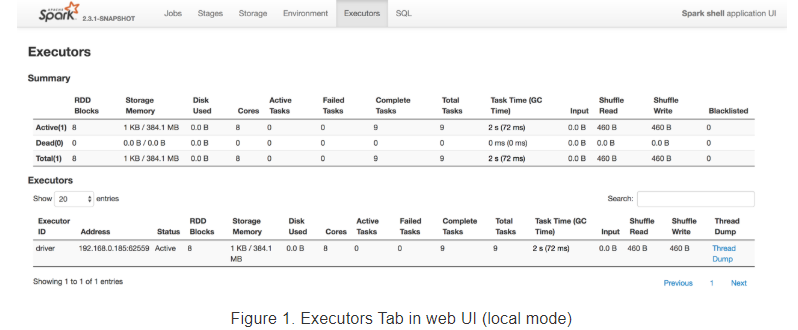 APACHE Spark 2.3.1-SNAPSHOT Jobs Stages Storage Environment Executors SQL Spark shell application UI
Executors
Summary
RDD Blocks Storage Memory Disk Used Cores Active Tasks Failed Tasks Complete Tasks Total Tasks Task Time (GC Time) Input Shuffle Read Shuffle Write Blacklisted
Active(1) 8 1 KB / 384.1 MB 0.0 B 8 0 0 9 9 2 s (72 ms) 0.0 B 460 B 460 B 0
Dead(0) 0 0.0 B / 0.0 B 0.0 B 0 0 0 0 0 0 ms (0 ms) 0.0 B 0.0 B 0.0 B 0
Total(1) 8 1 KB / 384.1 MB 0.0 B 8 0 0 9 9 2 s (72 ms) 0.0 B 460 B 460 B 0
Executors
Show 20 entries Search:
Executor ID Address Status RDD Blocks Storage Memory Disk Used Cores Active Tasks Failed Tasks Complete Tasks Total Tasks Task Time (GC Time) Input Shuffle Read Shuffle Write Thread Dump
driver 192.168.0.185:62559 Active 8 1 KB / 384.1 MB 0.0 B 8 0 0 9 9 2 s (72 ms) 0.0 B 460 B 460 B Thread Dump
Showing 1 to 1 of 1 entries Previous 1 Next
Figure 1. Executors Tab in web UI (local mode)